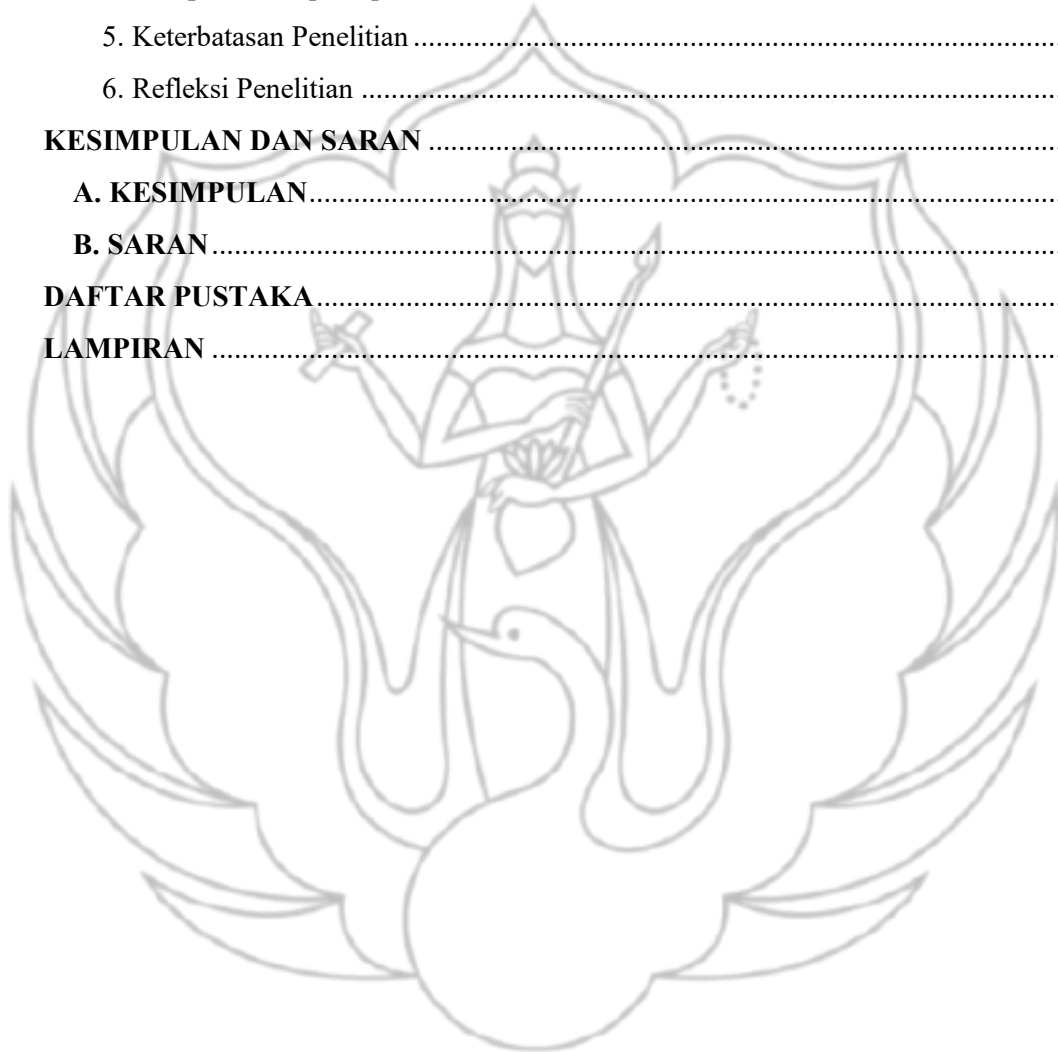 5. Keterbatasan Penelitian ........................................................................
6. Refleksi Penelitian ..............................................................................
KESIMPULAN DAN SARAN ......................................................................
A. KESIMPULAN...................................................................................
B. SARAN..............................................................................................
DAFTAR PUSTAKA..................................................................................
LAMPIRAN ..............................................................................................